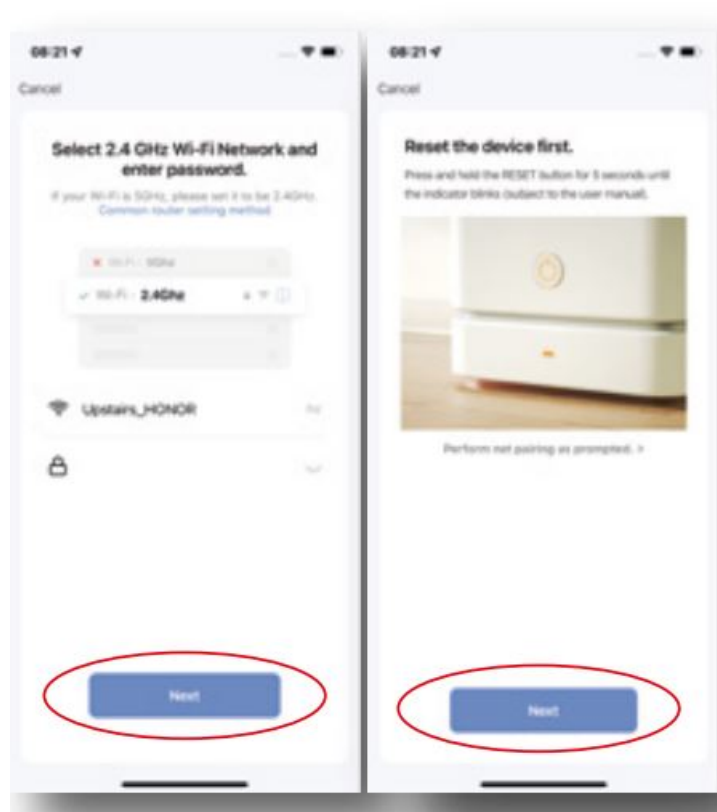 08:21
Cancel
Select 2.4 GHz Wi-Fi Network and
enter password.
If your Wi-Fi is 5GHz, please set it to be 2.4GHz.
Common router setting method
Wi-Fi - 5Ghz
Wi-Fi - 2.4Ghz
Upstairs_HONOR
Next
08:21
Cancel
Reset the device first.
Press and hold the RESET button for 5 seconds until
the indicator blinks (subject to the user manual).
Perform net pairing as prompted. >
Next